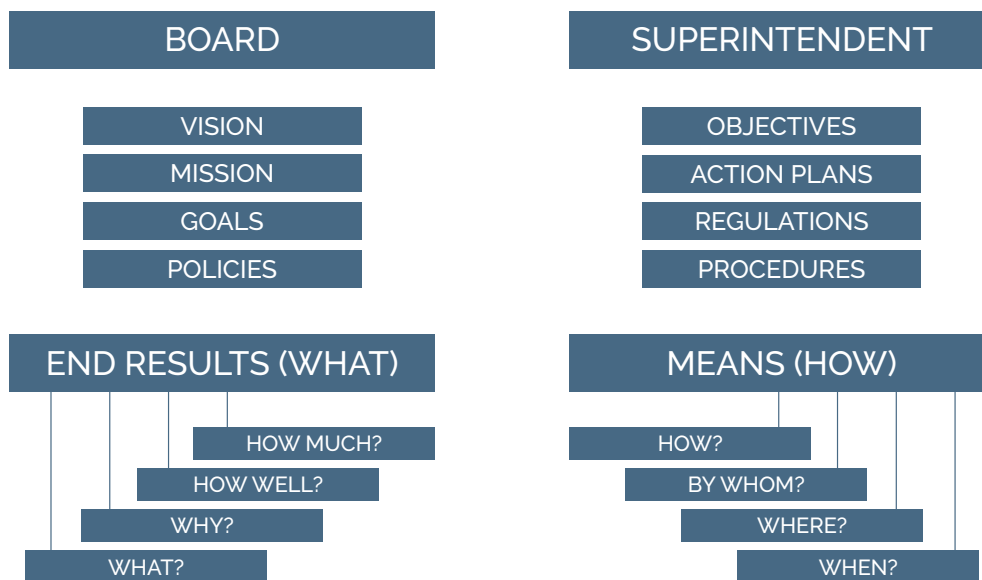 BOARD
VISION
MISSION
GOALS
POLICIES
END RESULTS (WHAT)
HOW MUCH?
HOW WELL?
WHY?
WHAT?
SUPERINTENDENT
OBJECTIVES
ACTION PLANS
REGULATIONS
PROCEDURES
MEANS (HOW)
HOW?
BY WHOM?
WHERE?
WHEN?